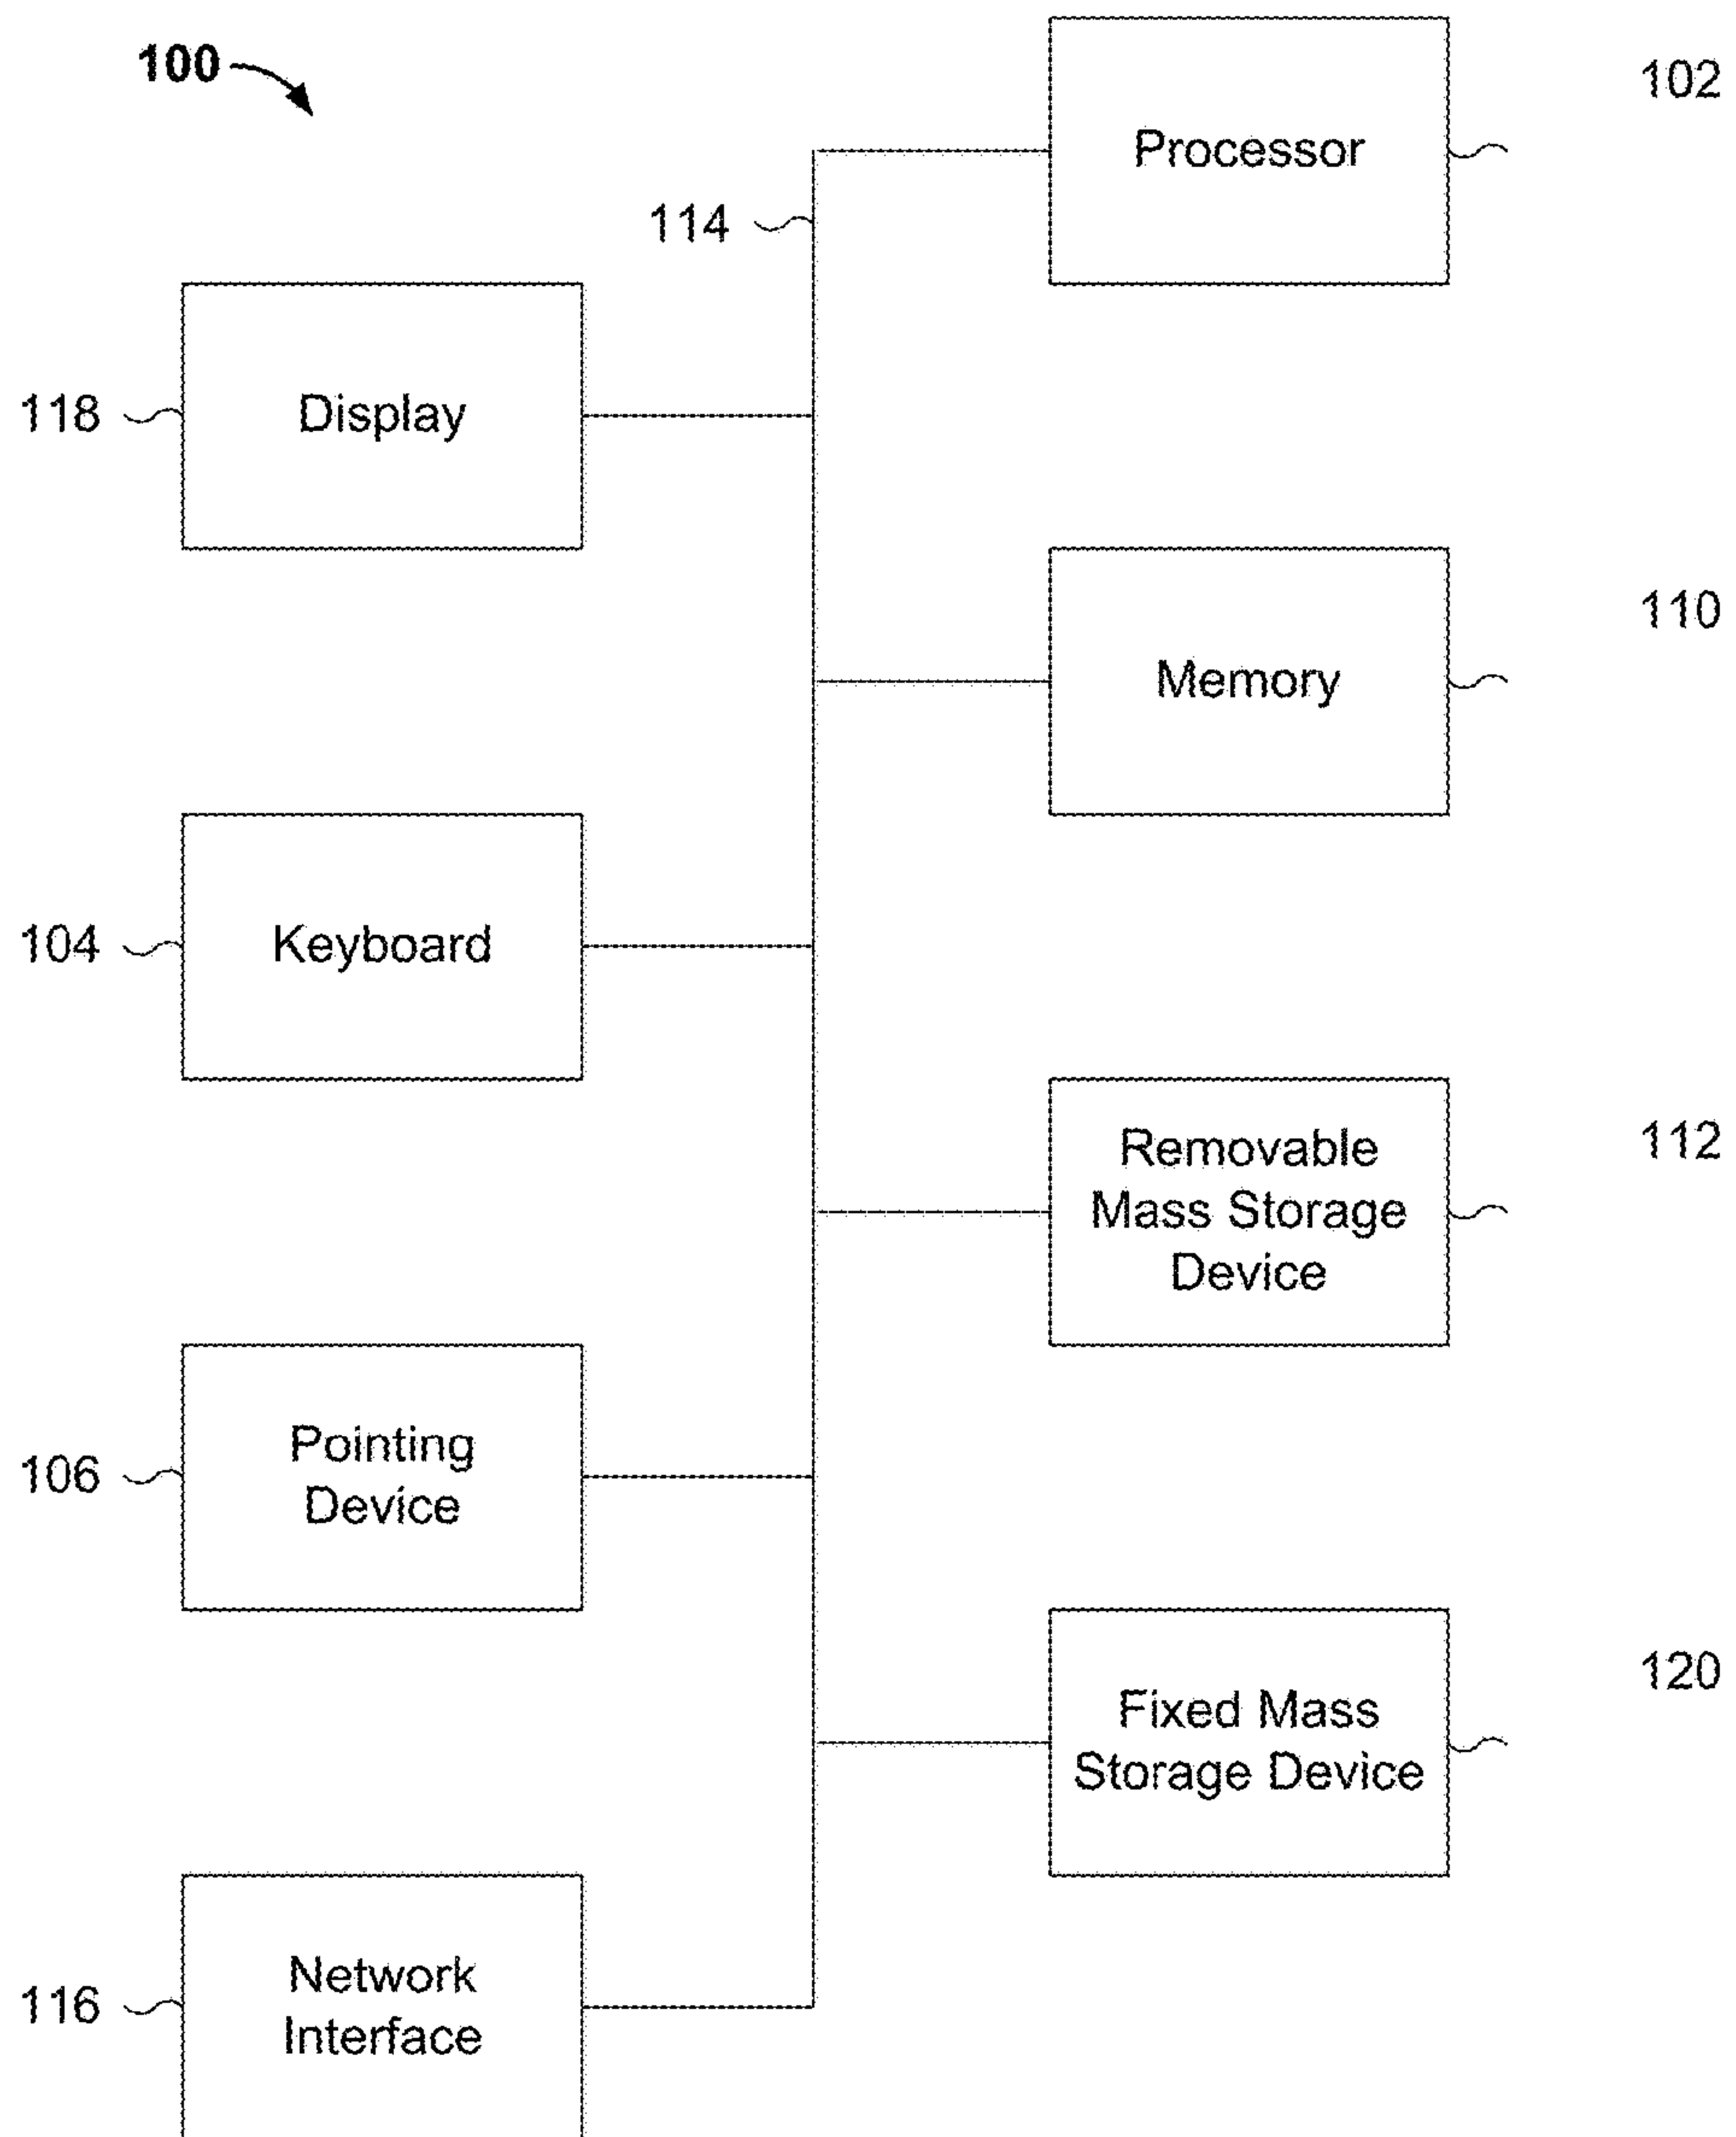 100
102
Processor
114
118
Display
110
Memory
104
Keyboard
112
Removable
Mass Storage
Device
106
Pointing
Device
120
Fixed Mass
Storage Device
116
Network
Interface